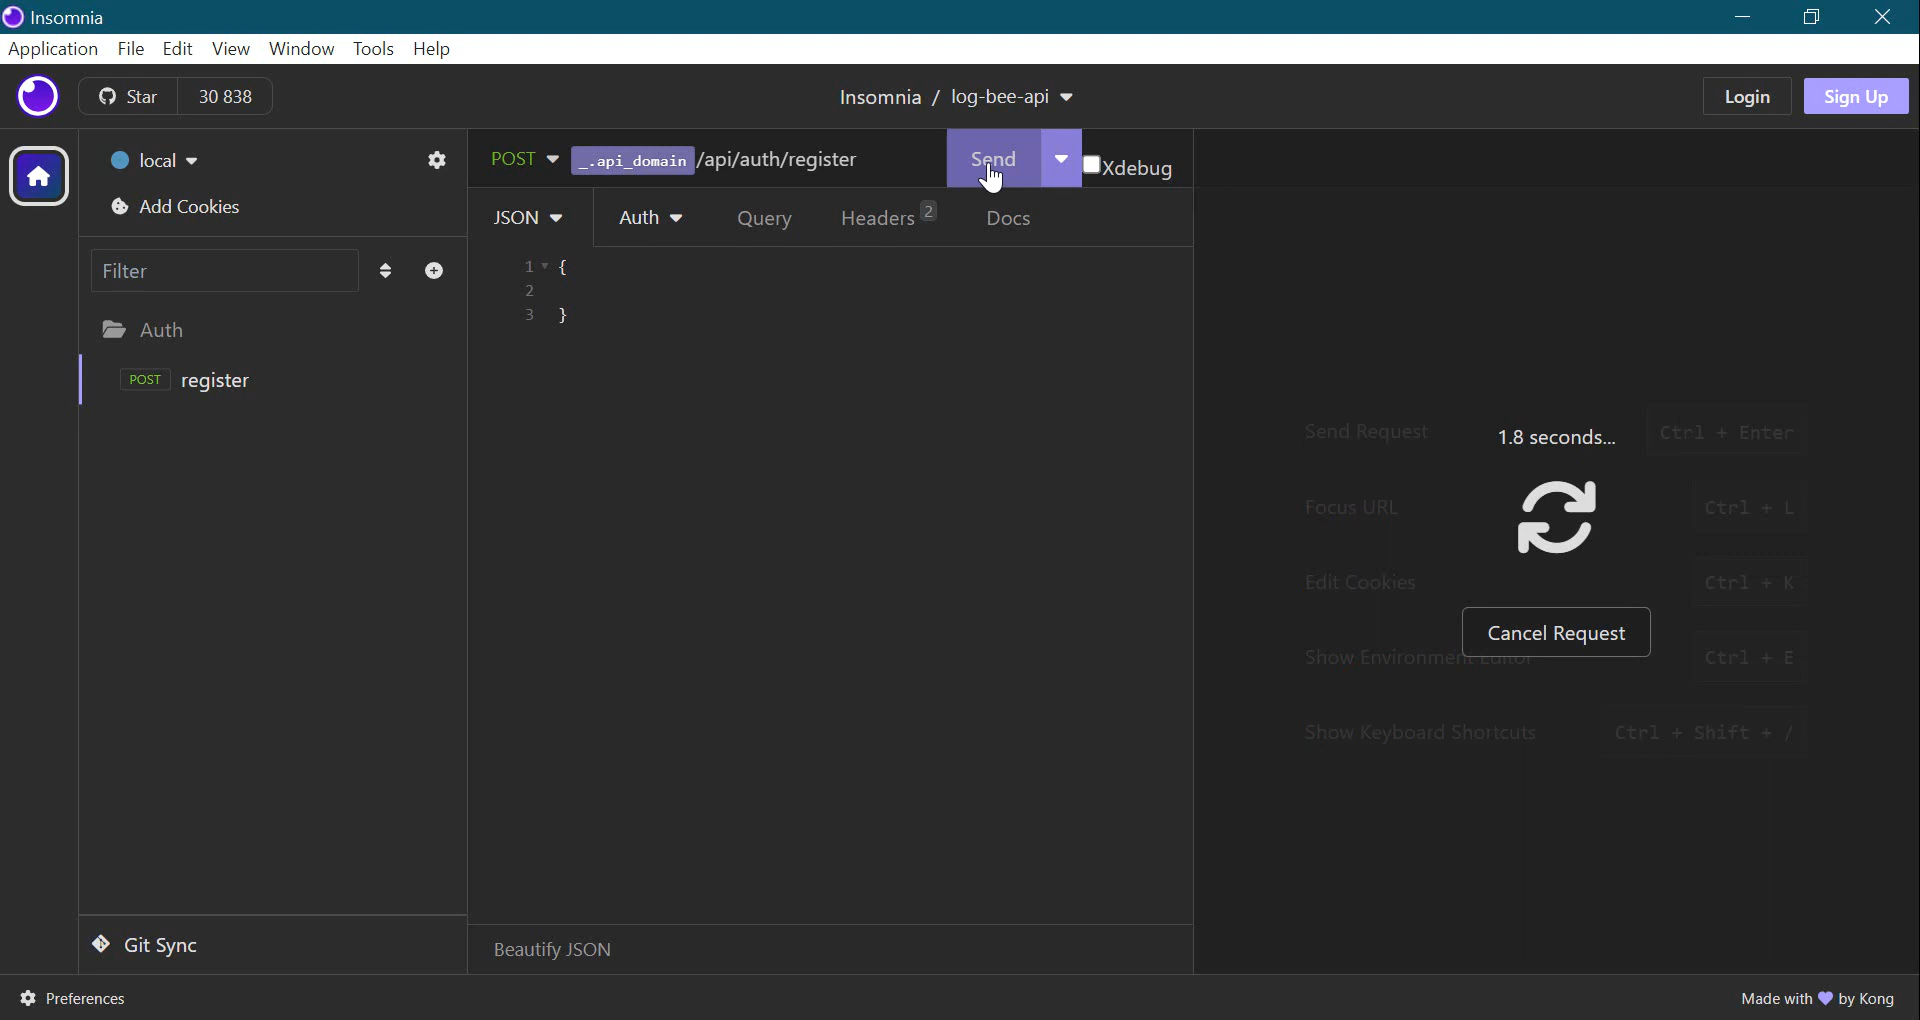 Insomnia
Application File Edit View Window Tools Help
Star 30 838
Insomnia / log-bee-api
Login Sign Up
local
Add Cookies
Filter
Auth
POST register
Git Sync
POST _.api_domain /api/auth/register Send Xdebug
JSON Auth Query Headers 2 Docs
1 {
2
3 }
Beautify JSON
1.8 seconds...
Send Request Ctrl + Enter
Focus URL Ctrl + L
Edit Cookies Ctrl + K
Cancel Request
Show Environment Editor Ctrl + E
Show Keyboard Shortcuts Ctrl + Shift + /
Preferences
Made with 💜 by Kong